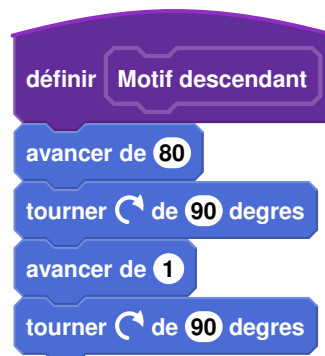 définir Motif descendant
avancer de 80
tourner de 90 degres
avancer de 1
tourner de 90 degres